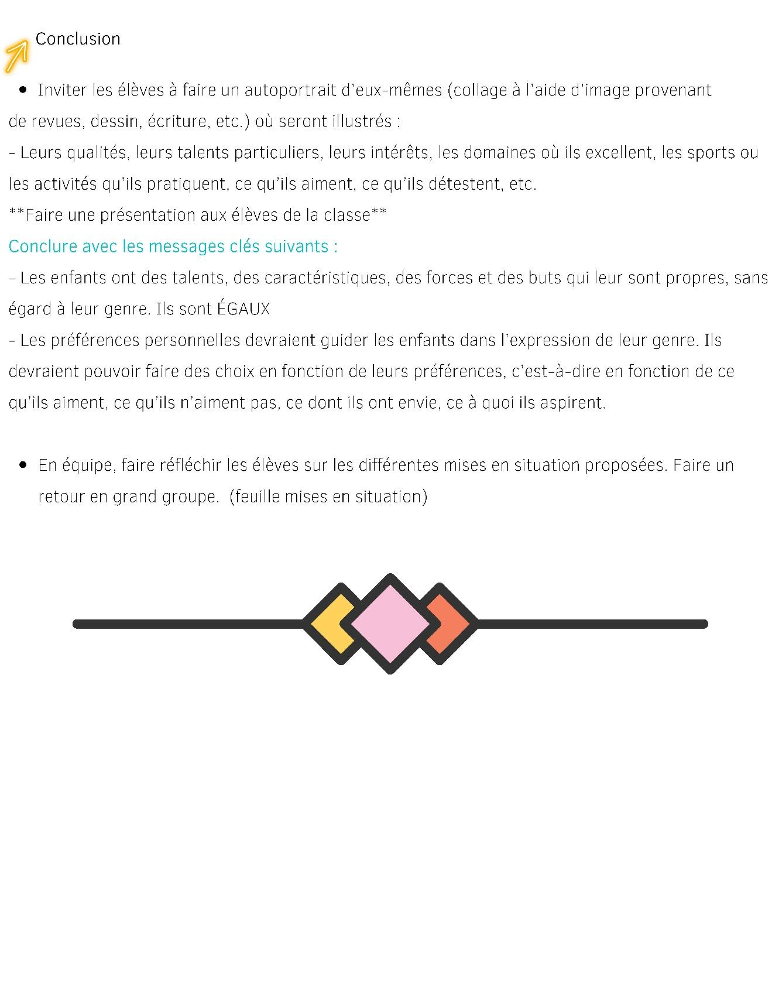 Conclusion
• Inviter les élèves à faire un autoportrait d'eux-mêmes (collage à l'aide d'image provenant
de revues, dessin, écriture, etc.) où seront illustrés :
- Leurs qualités, leurs talents particuliers, leurs intérêts, les domaines où ils excellent, les sports ou
les activités qu'ils pratiquent, ce qu'ils aiment, ce qu'ils détestent, etc.
**Faire une présentation aux élèves de la classe**
Conclure avec les messages clés suivants :
- Les enfants ont des talents, des caractéristiques, des forces et des buts qui leur sont propres, sans
égard à leur genre. Ils sont ÉGAUX
- Les préférences personnelles devraient guider les enfants dans l'expression de leur genre. Ils
devraient pouvoir faire des choix en fonction de leurs préférences, c'est-à-dire en fonction de ce
qu'ils aiment, ce qu'ils n'aiment pas, ce dont ils ont envie, ce à quoi ils aspirent.
• En équipe, faire réfléchir les élèves sur les différentes mises en situation proposées. Faire un
retour en grand groupe.  (feuille mises en situation)